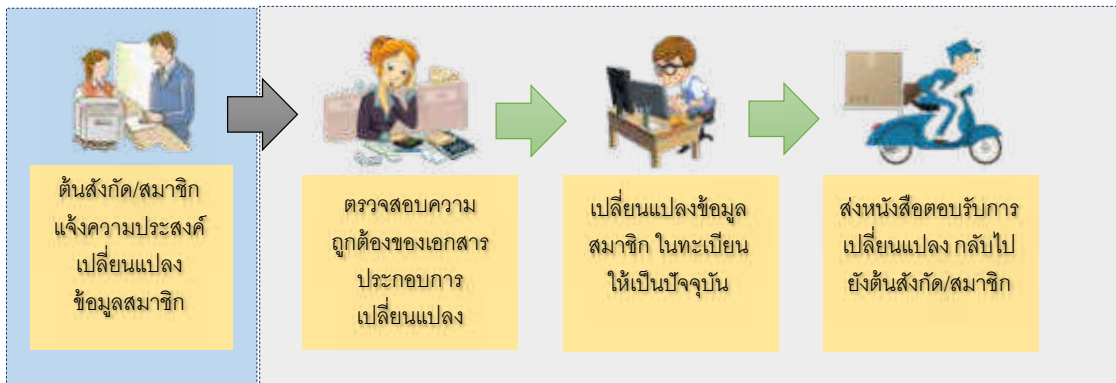 ต้นสังกัด/สมาชิก
แจ้งความประสงค์
เปลี่ยนแปลง
ข้อมูลสมาชิก
ตรวจสอบความ
ถูกต้องของเอกสาร
ประกอบการ
เปลี่ยนแปลง
เปลี่ยนแปลงข้อมูล
สมาชิก ในทะเบียน
ให้เป็นปัจจุบัน
ส่งหนังสือตอบรับการ
เปลี่ยนแปลง กลับไป
ยังต้นสังกัด/สมาชิก